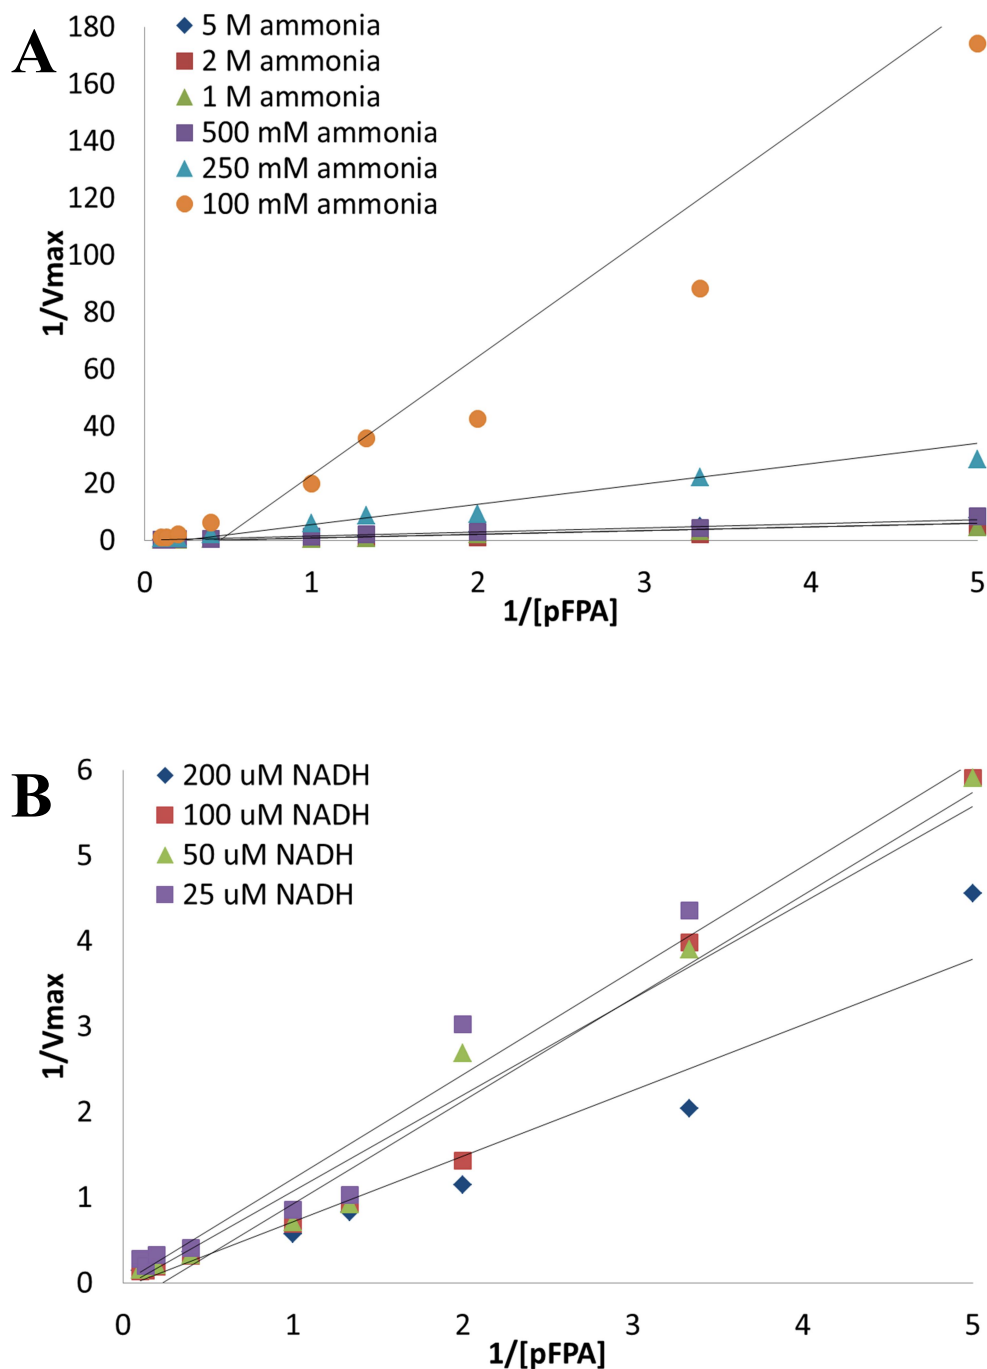 A
5 M ammonia
2 M ammonia
1 M ammonia
500 mM ammonia
250 mM ammonia
100 mM ammonia
180
160
140
120
100
80
60
40
20
0
1/Vmax
0 1 2 3 4 5
1/[pFPA]
B
200 uM NADH
100 uM NADH
50 uM NADH
25 uM NADH
6
5
4
3
2
1
0
1/Vmax
0 1 2 3 4 5
1/[pFPA]